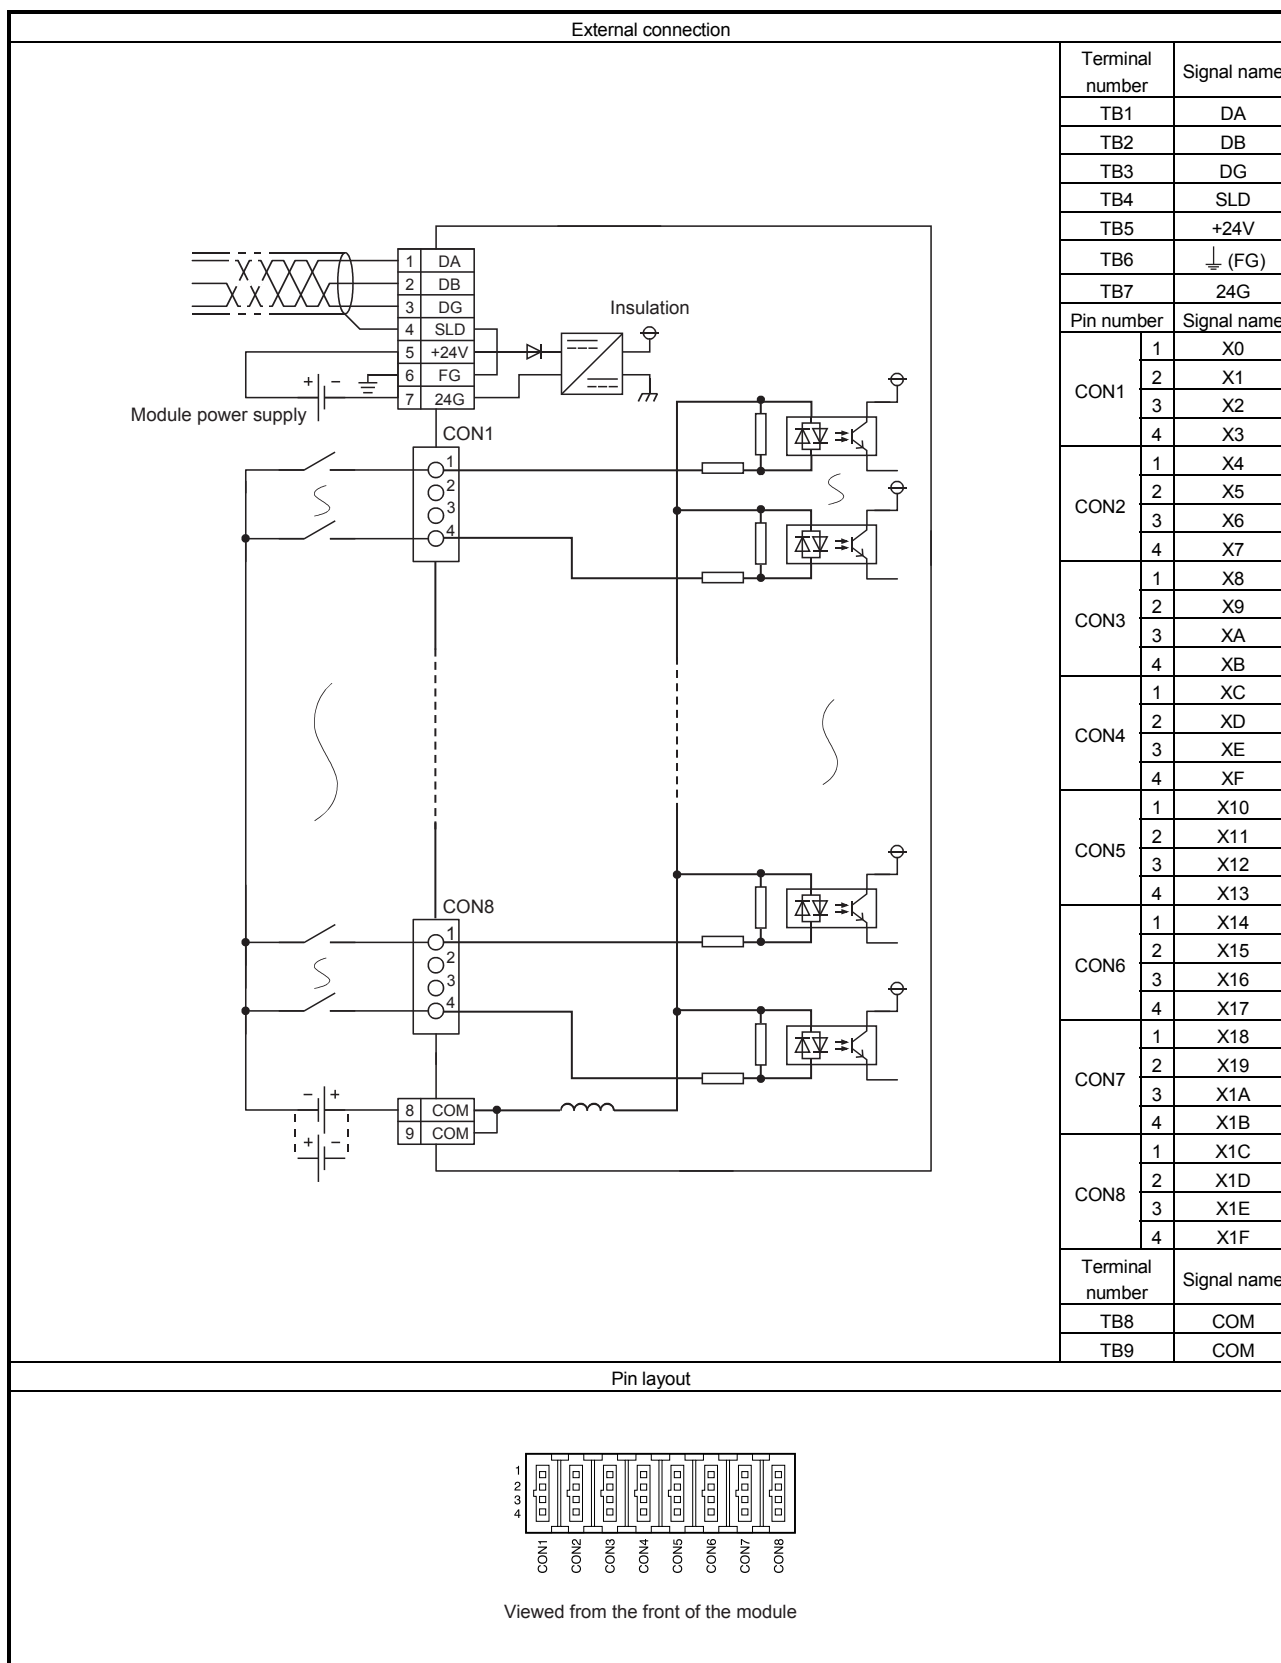 External connection
1 DA
2 DB
3 DG
4 SLD
5 +24V
6 FG
7 24G
Insulation
+ −
Module power supply
CON1
1
2
3
4
CON8
1
2
3
4
− +
8 COM
9 COM
+ −
Terminal number Signal name
TB1 DA
TB2 DB
TB3 DG
TB4 SLD
TB5 +24V
TB6 (FG)
TB7 24G
Pin number Signal name
CON1 1 X0
2 X1
3 X2
4 X3
CON2 1 X4
2 X5
3 X6
4 X7
CON3 1 X8
2 X9
3 XA
4 XB
CON4 1 XC
2 XD
3 XE
4 XF
CON5 1 X10
2 X11
3 X12
4 X13
CON6 1 X14
2 X15
3 X16
4 X17
CON7 1 X18
2 X19
3 X1A
4 X1B
CON8 1 X1C
2 X1D
3 X1E
4 X1F
Terminal number Signal name
TB8 COM
TB9 COM
Pin layout
1
2
3
4
CON1 CON2 CON3 CON4 CON5 CON6 CON7 CON8
Viewed from the front of the module